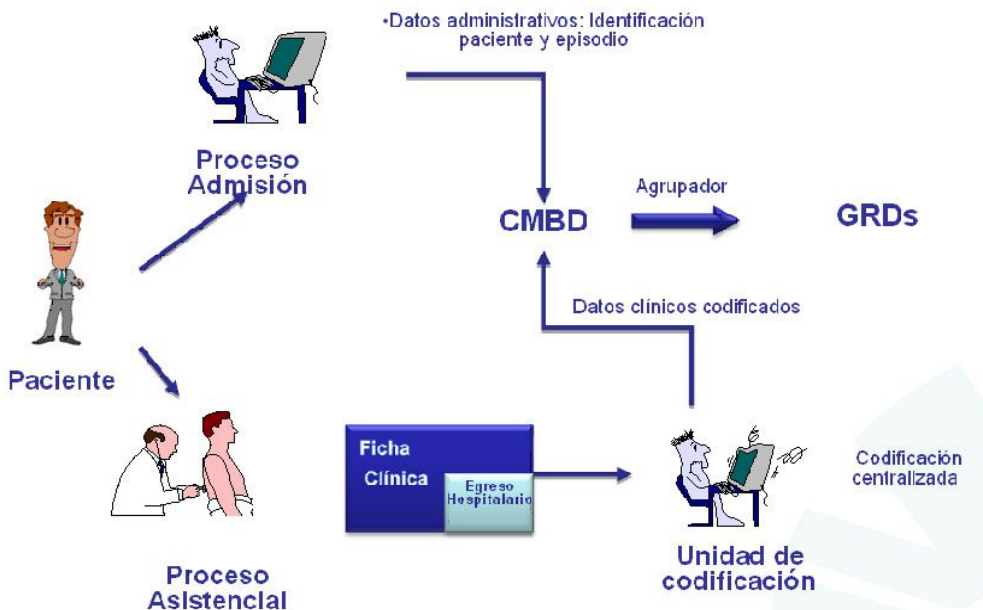 •Datos administrativos: Identificación
paciente y episodio
Proceso
Admisión
Agrupador
CMBD
GRDs
Datos clínicos codificados
Paciente
Ficha
Clínica
Egreso
Hospitalario
Codificación
centralizada
Unidad de
codificación
Proceso
Asistencial